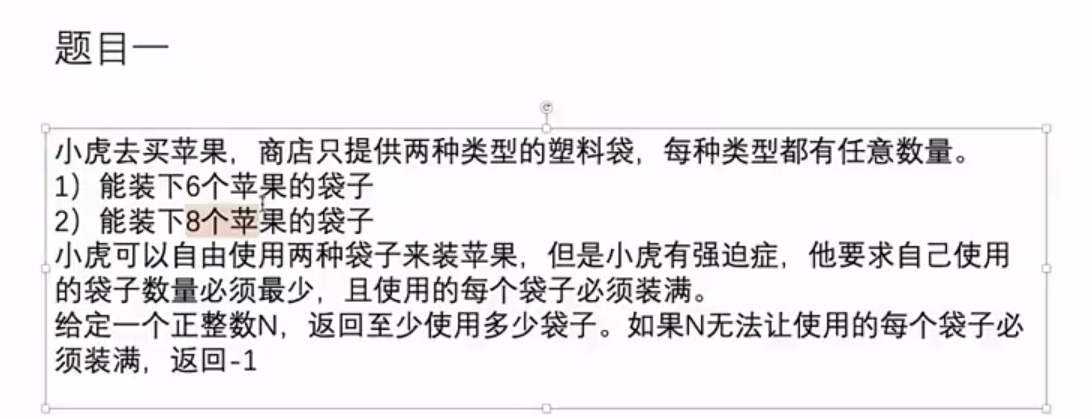 题目一
小虎去买苹果，商店只提供两种类型的塑料袋，每种类型都有任意数量。
1）能装下6个苹果的袋子
2）能装下8个苹果的袋子
小虎可以自由使用两种袋子来装苹果，但是小虎有强迫症，他要求自己使用
的袋子数量必须最少，且使用的每个袋子必须装满。
给定一个正整数N，返回至少使用多少袋子。如果N无法让使用的每个袋子必
须装满，返回-1